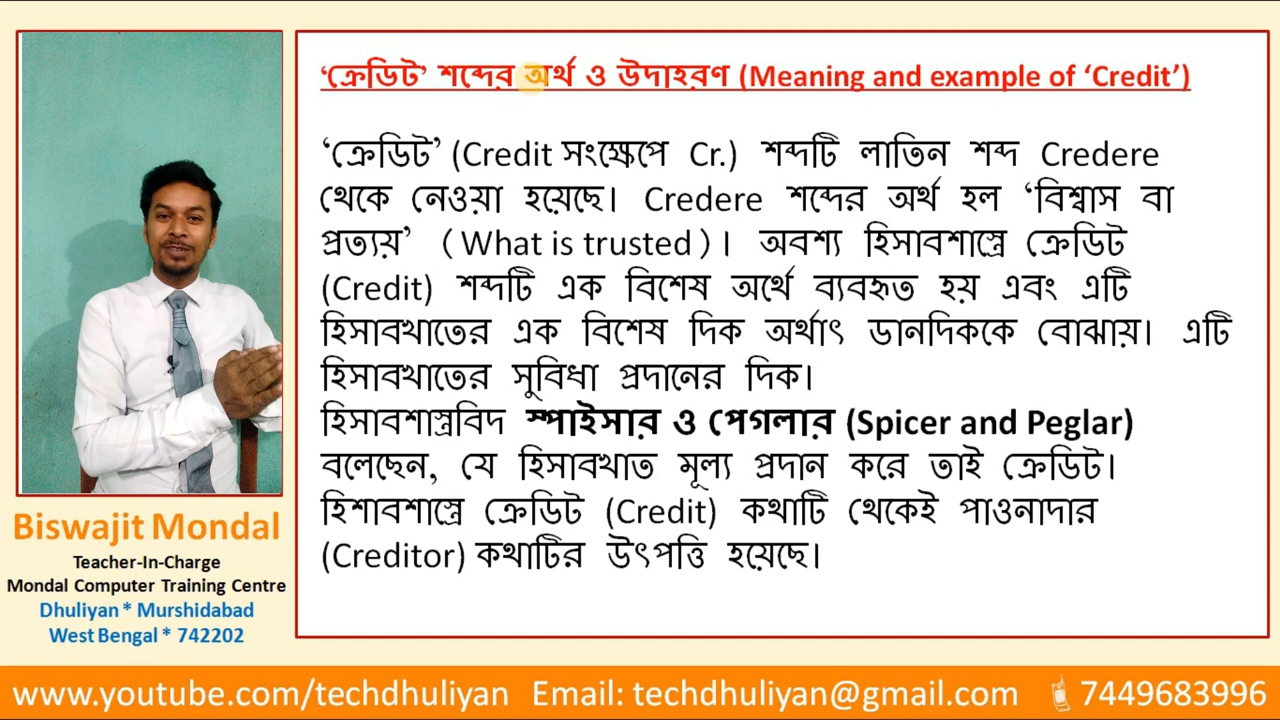 ‘ক্রেডিট’ শব্দের অর্থ ও উদাহরণ (Meaning and example of ‘Credit’)
‘ক্রেডিট’ (Credit সংক্ষেপে Cr.) শব্দটি লাতিন শব্দ Credere
থেকে নেওয়া হয়েছে। Credere শব্দের অর্থ হল ‘বিশ্বাস বা
প্রত্যয়’ ( What is trusted )। অবশ্য হিসাবশাস্ত্রে ক্রেডিট
(Credit) শব্দটি এক বিশেষ অর্থে ব্যবহৃত হয় এবং এটি
হিসাবখাতের এক বিশেষ দিক অর্থাৎ ডানদিককে বোঝায়। এটি
হিসাবখাতের সুবিধা প্রদানের দিক।
হিসাবশাস্ত্রবিদ স্পাইসার ও পেগলার (Spicer and Peglar)
বলেছেন, যে হিসাবখাত মূল্য প্রদান করে তাই ক্রেডিট।
হিশাবশাস্ত্রে ক্রেডিট (Credit) কথাটি থেকেই পাওনাদার
(Creditor) কথাটির উৎপত্তি হয়েছে।
Biswajit Mondal
Teacher-In-Charge
Mondal Computer Training Centre
Dhuliyan * Murshidabad
West Bengal * 742202
www.youtube.com/techdhuliyan Email: techdhuliyan@gmail.com 7449683996